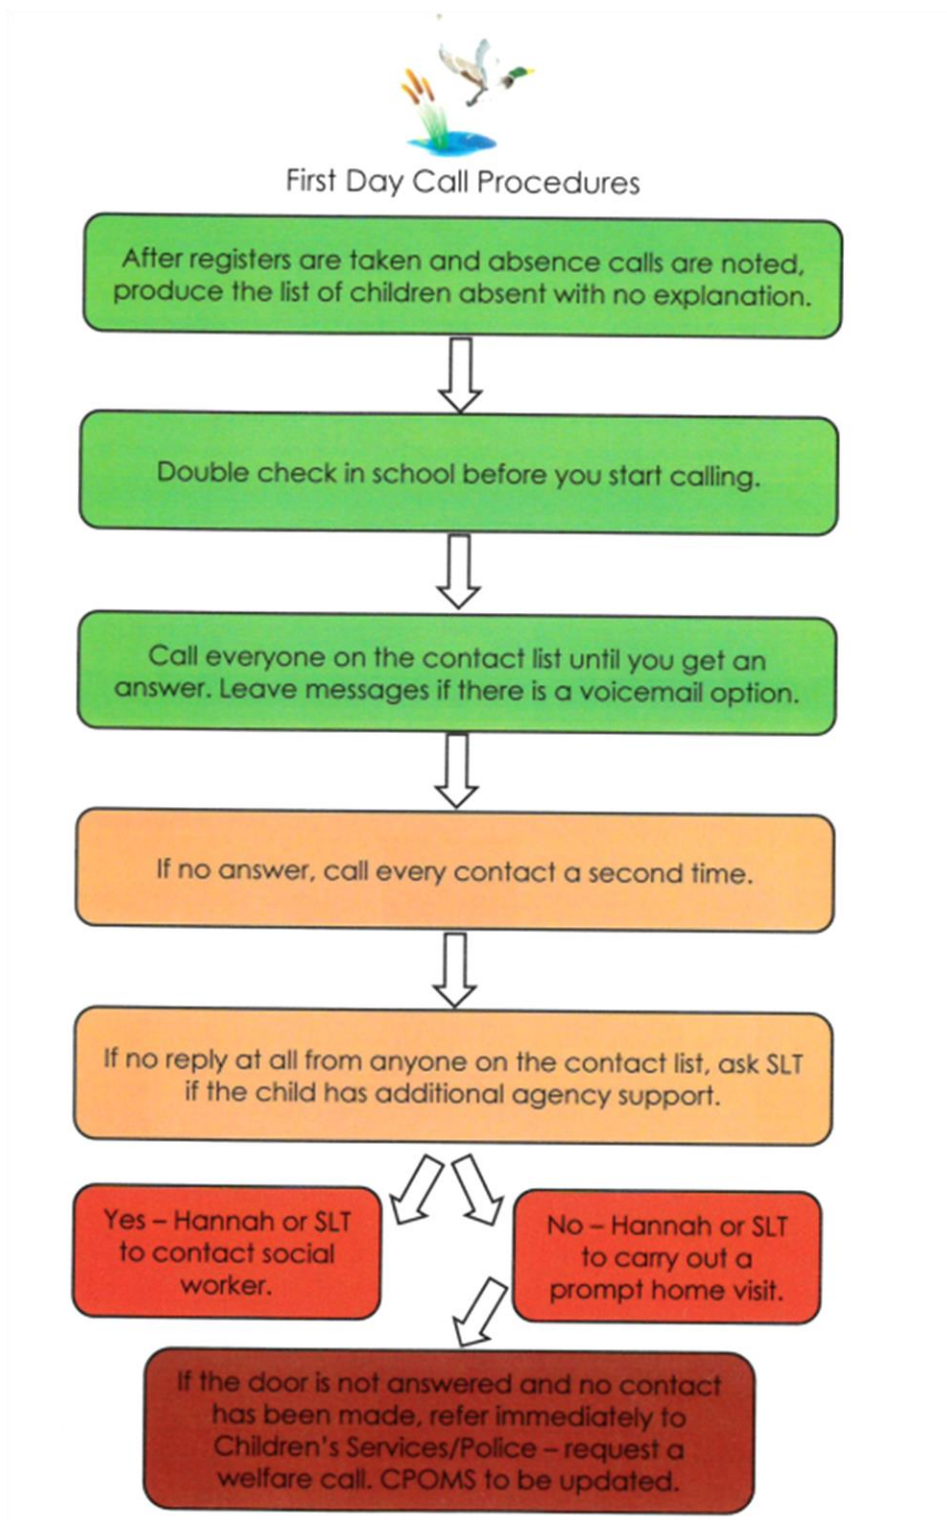 First Day Call Procedures
After registers are taken and absence calls are noted,
produce the list of children absent with no explanation.
Double check in school before you start calling.
Call everyone on the contact list until you get an
answer. Leave messages if there is a voicemail option.
If no answer, call every contact a second time.
If no reply at all from anyone on the contact list, ask SLT
if the child has additional agency support.
Yes – Hannah or SLT
to contact social
worker.
No – Hannah or SLT
to carry out a
prompt home visit.
If the door is not answered and no contact
has been made, refer immediately to
Children's Services/Police – request a
welfare call. CPOMS to be updated.